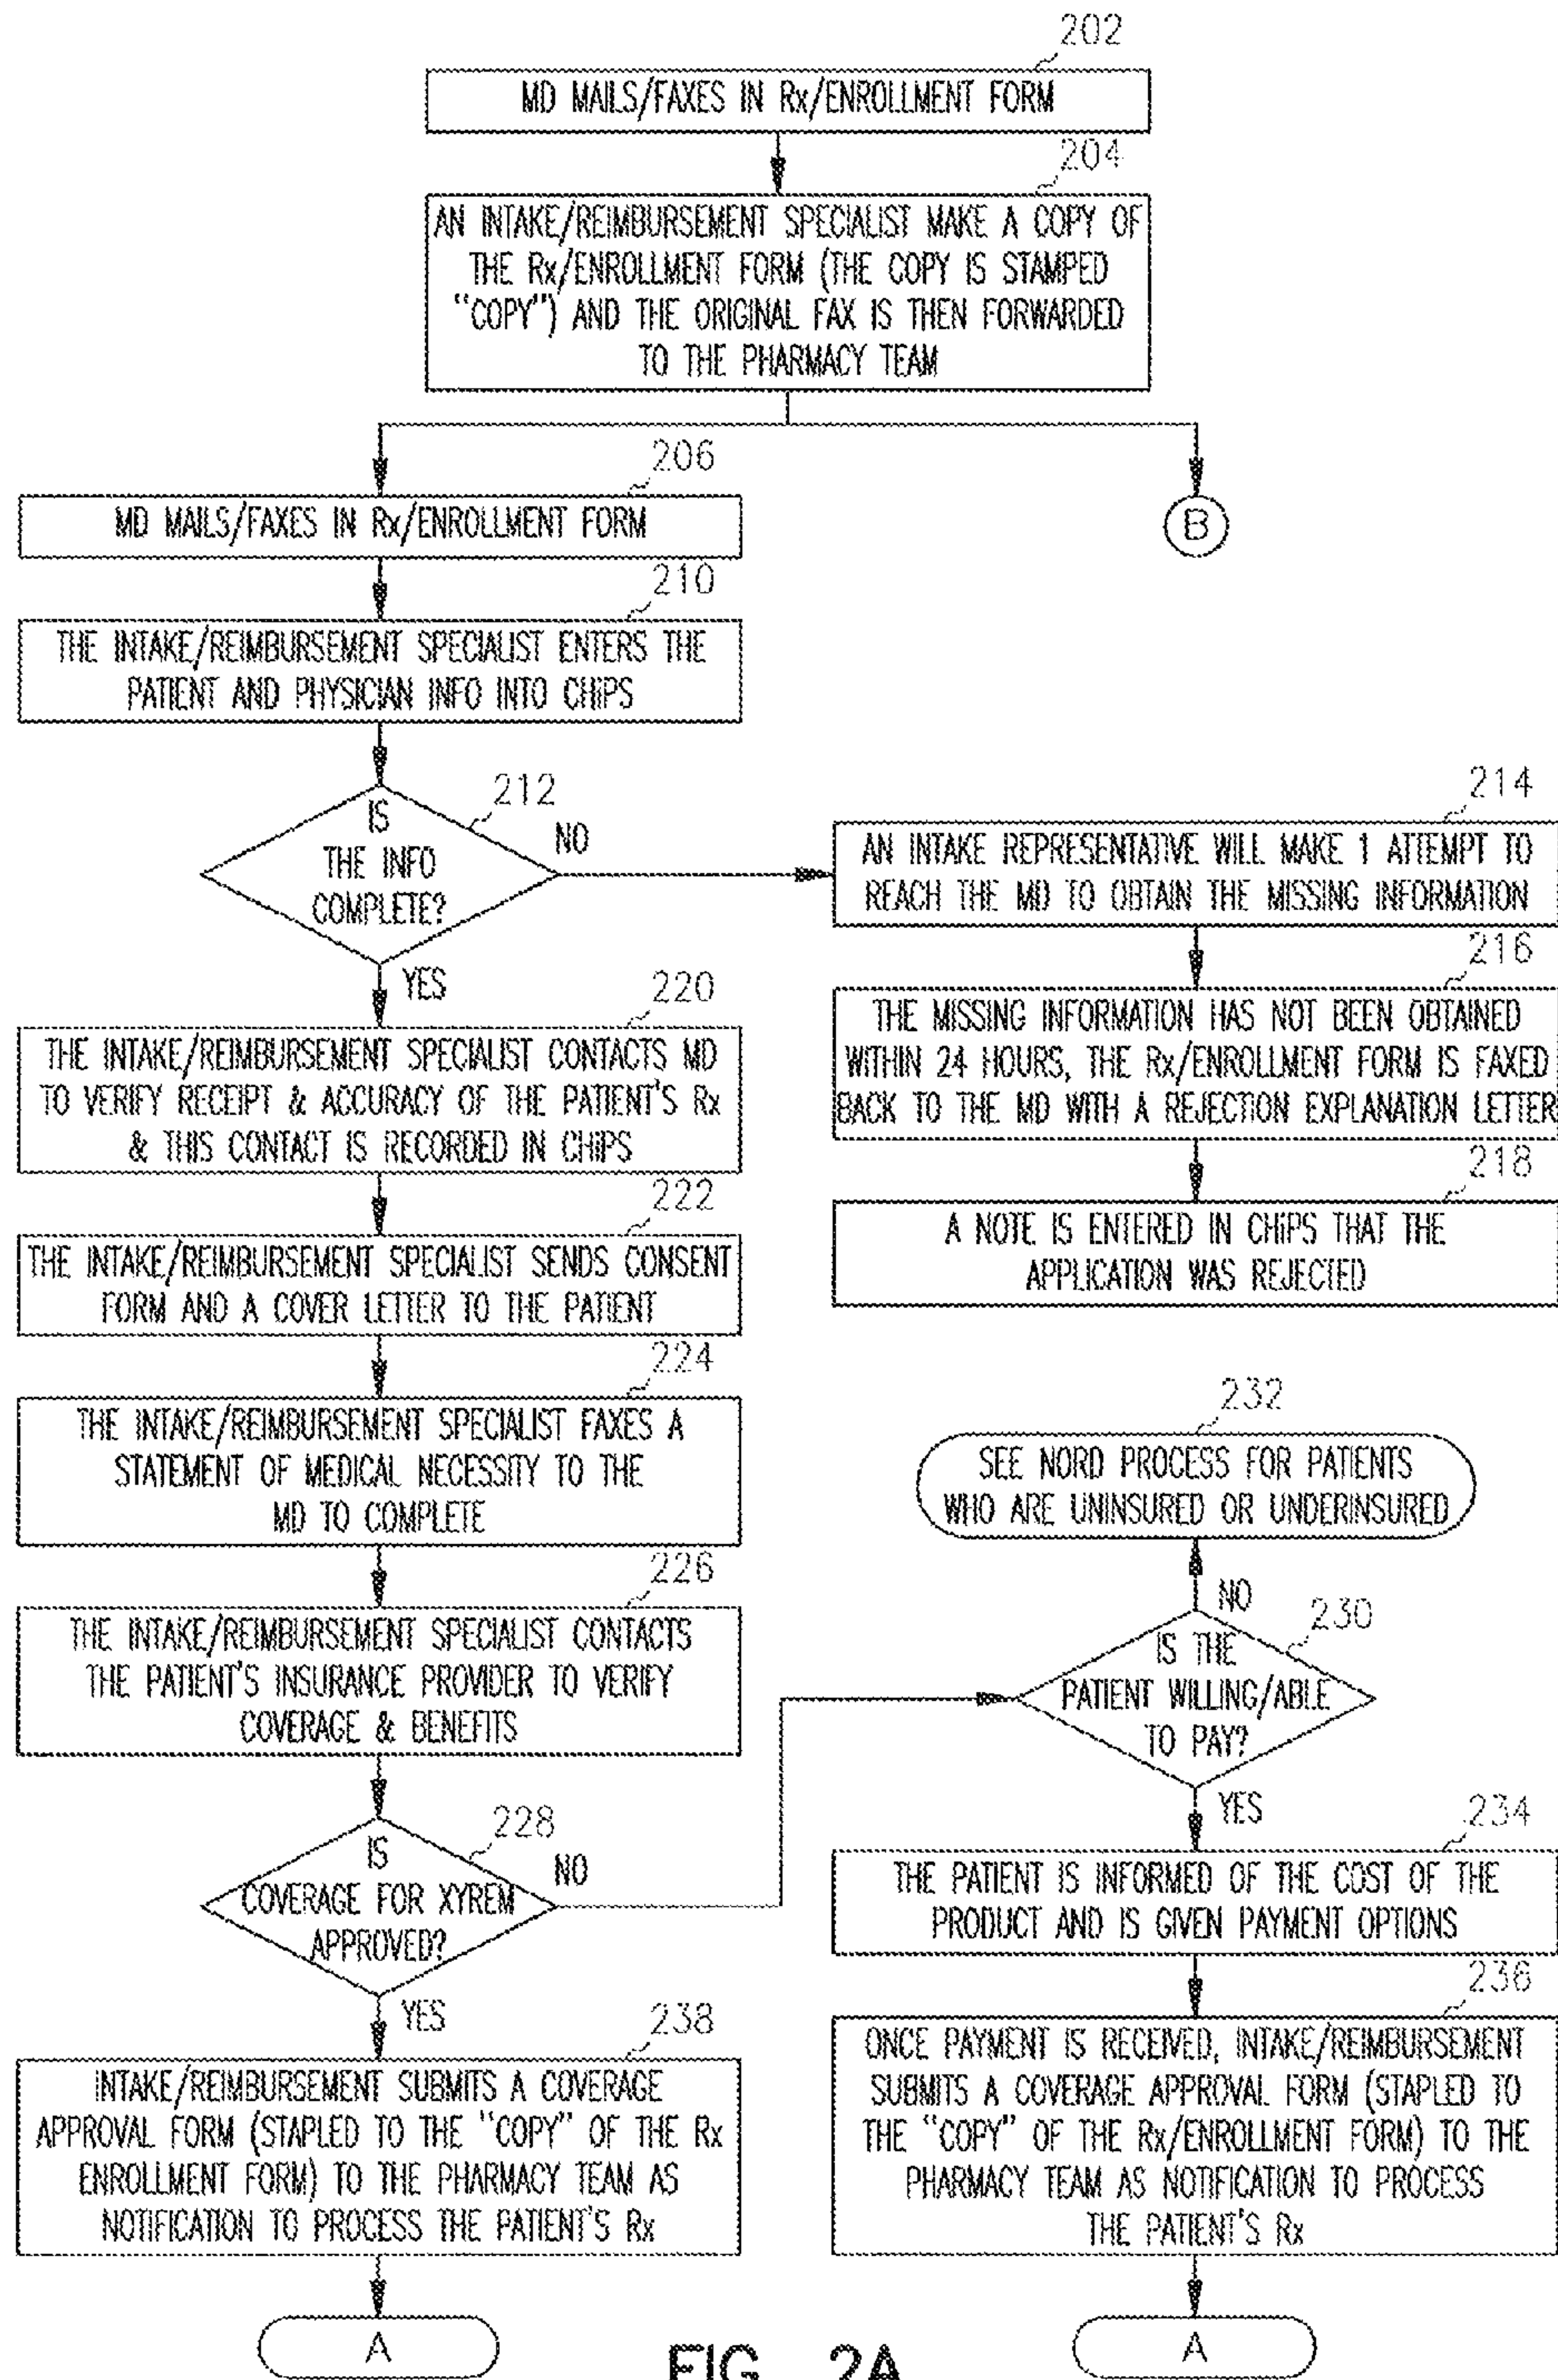 202
MD MAILS/FAXES IN Rx/ENROLLMENT FORM
204
AN INTAKE/REIMBURSEMENT SPECIALIST MAKE A COPY OF
THE Rx/ENROLLMENT FORM (THE COPY IS STAMPED
"COPY") AND THE ORIGINAL FAX IS THEN FORWARDED
TO THE PHARMACY TEAM
206
MD MAILS/FAXES IN Rx/ENROLLMENT FORM
B
210
THE INTAKE/REIMBURSEMENT SPECIALIST ENTERS THE
PATIENT AND PHYSICIAN INFO INTO CHIPS
212
IS
THE INFO
COMPLETE?
NO
YES
214
AN INTAKE REPRESENTATIVE WILL MAKE 1 ATTEMPT TO
REACH THE MD TO OBTAIN THE MISSING INFORMATION
216
THE MISSING INFORMATION HAS NOT BEEN OBTAINED
WITHIN 24 HOURS, THE Rx/ENROLLMENT FORM IS FAXED
BACK TO THE MD WITH A REJECTION EXPLANATION LETTER
218
A NOTE IS ENTERED IN CHIPS THAT THE
APPLICATION WAS REJECTED
220
THE INTAKE/REIMBURSEMENT SPECIALIST CONTACTS MD
TO VERIFY RECEIPT & ACCURACY OF THE PATIENT'S Rx
& THIS CONTACT IS RECORDED IN CHIPS
222
THE INTAKE/REIMBURSEMENT SPECIALIST SENDS CONSENT
FORM AND A COVER LETTER TO THE PATIENT
224
THE INTAKE/REIMBURSEMENT SPECIALIST FAXES A
STATEMENT OF MEDICAL NECESSITY TO THE
MD TO COMPLETE
226
THE INTAKE/REIMBURSEMENT SPECIALIST CONTACTS
THE PATIENT'S INSURANCE PROVIDER TO VERIFY
COVERAGE & BENEFITS
228
IS
COVERAGE FOR XYREM
APPROVED?
NO
YES
232
SEE NORD PROCESS FOR PATIENTS
WHO ARE UNINSURED OR UNDERINSURED
NO
230
IS THE
PATIENT WILLING/ABLE
TO PAY?
YES
234
THE PATIENT IS INFORMED OF THE COST OF THE
PRODUCT AND IS GIVEN PAYMENT OPTIONS
236
ONCE PAYMENT IS RECEIVED, INTAKE/REIMBURSEMENT
SUBMITS A COVERAGE APPROVAL FORM (STAPLED TO
THE "COPY" OF THE Rx/ENROLLMENT FORM) TO THE
PHARMACY TEAM AS NOTIFICATION TO PROCESS
THE PATIENT'S Rx
238
INTAKE/REIMBURSEMENT SUBMITS A COVERAGE
APPROVAL FORM (STAPLED TO THE "COPY" OF THE Rx
ENROLLMENT FORM) TO THE PHARMACY TEAM AS
NOTIFICATION TO PROCESS THE PATIENT'S Rx
A
A
FIG. 2A